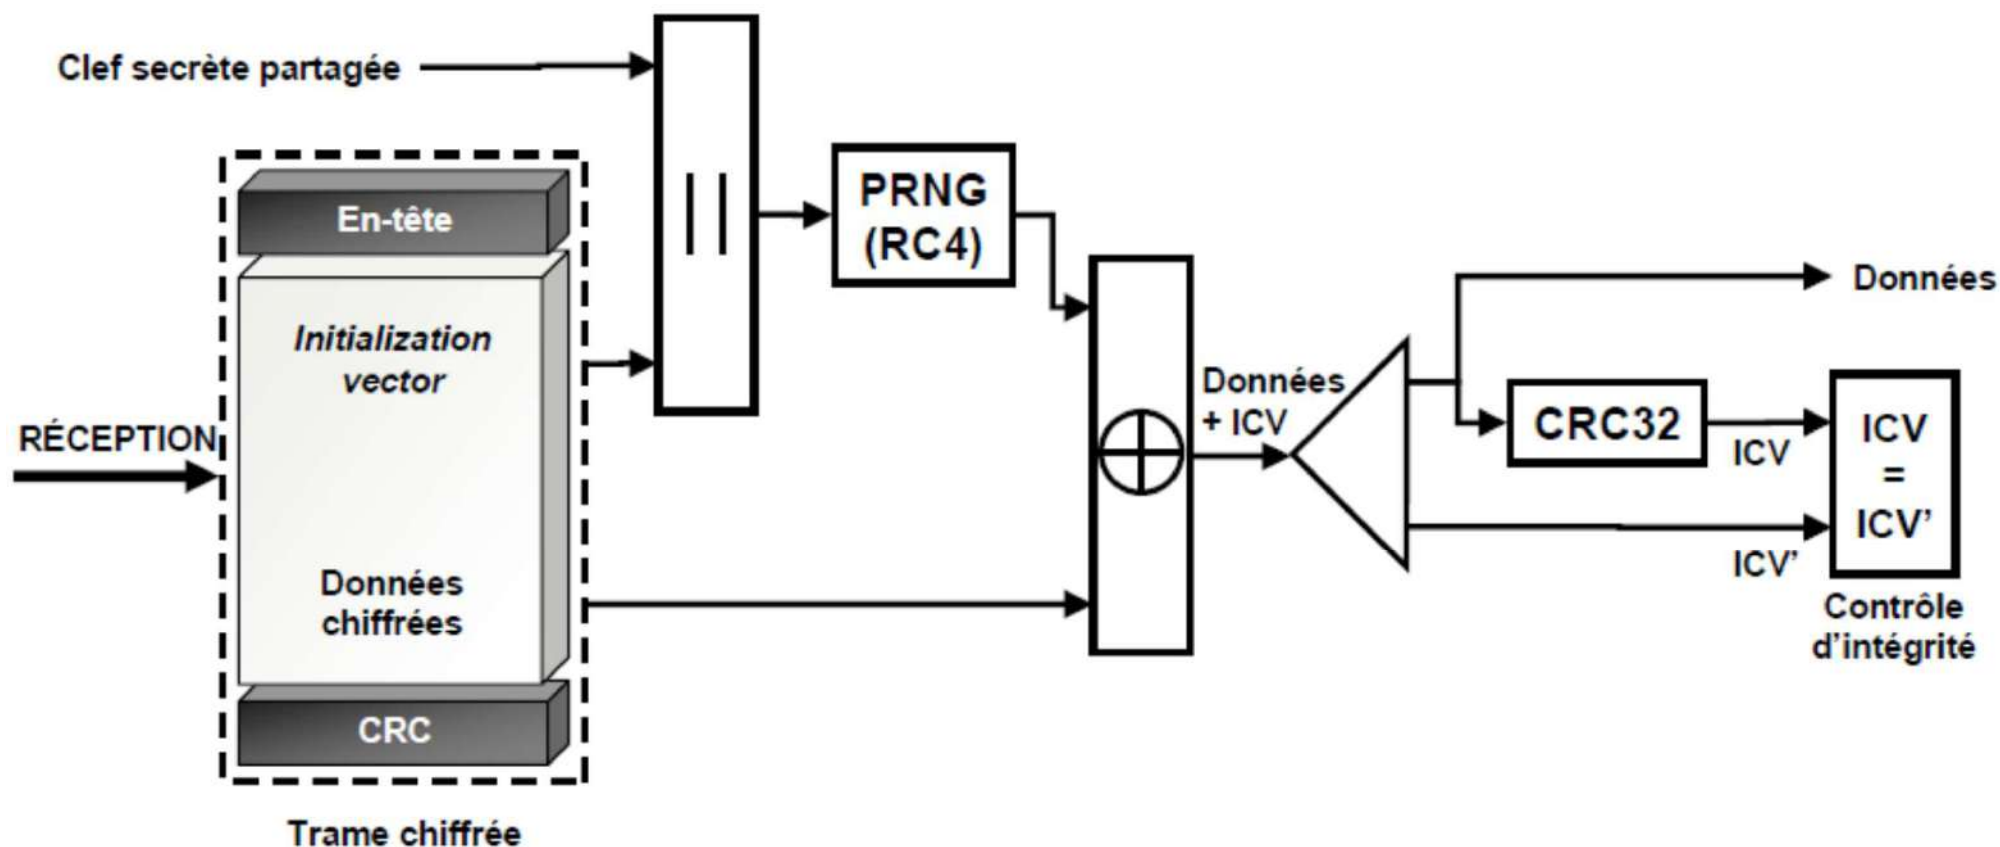 Clef secrète partagée
RÉCEPTION
En-tête
Initialization
vector
Données
chiffrées
CRC
Trame chiffrée
||
PRNG
(RC4)
Données
+ ICV
Données
CRC32
ICV
ICV'
ICV
=
ICV'
Contrôle
d'intégrité